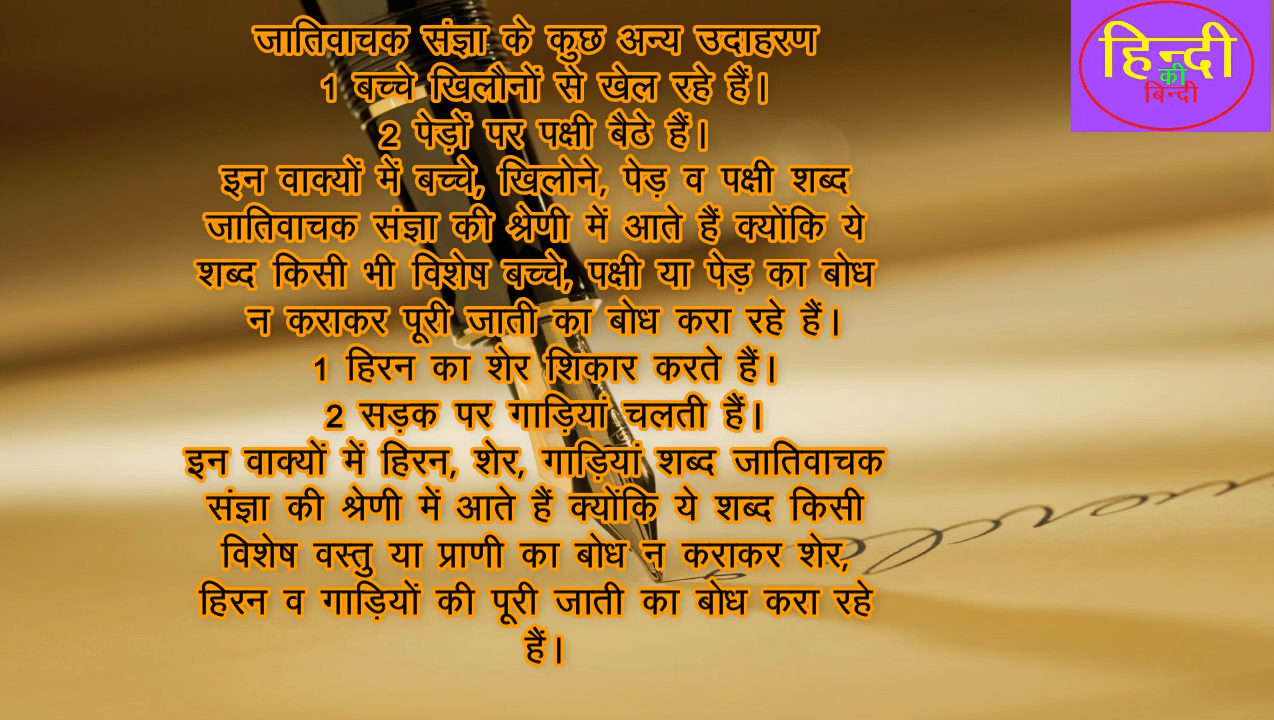 जातिवाचक संज्ञा के कुछ अन्य उदाहरण
1 बच्चे खिलौनों से खेल रहे हैं।
2 पेड़ों पर पक्षी बैठे हैं।
इन वाक्यों में बच्चे, खिलोने, पेड़ व पक्षी शब्द
जातिवाचक संज्ञा की श्रेणी में आते हैं क्योंकि ये
शब्द किसी भी विशेष बच्चे, पक्षी या पेड़ का बोध
न कराकर पूरी जाती का बोध करा रहे हैं।
1 हिरन का शेर शिकार करते हैं।
2 सड़क पर गाड़ियां चलती हैं।
इन वाक्यों में हिरन, शेर, गाड़ियां शब्द जातिवाचक
संज्ञा की श्रेणी में आते हैं क्योंकि ये शब्द किसी
विशेष वस्तु या प्राणी का बोध न कराकर शेर,
हिरन व गाड़ियों की पूरी जाती का बोध करा रहे
हैं।
हिन्दी
की
बिन्दी